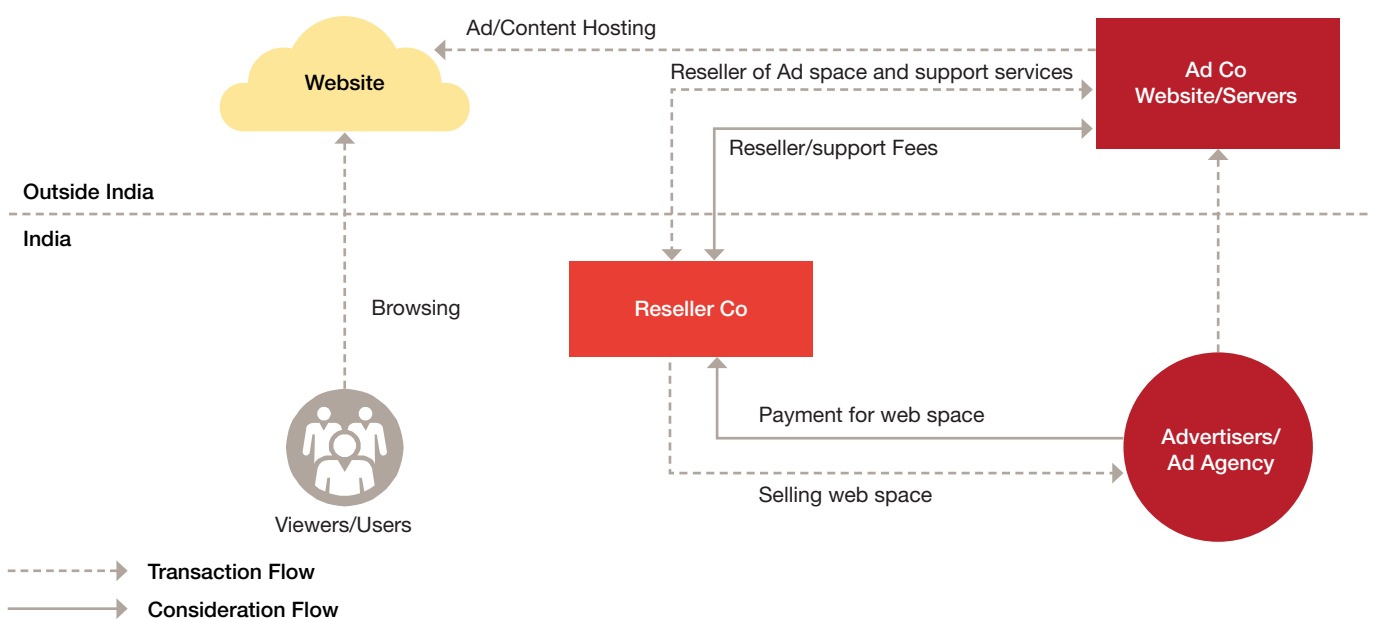 Ad/Content Hosting
Website
Reseller of Ad space and support services
Ad Co
Website/Servers
Reseller/support Fees
Outside India
India
Browsing
Reseller Co
Payment for web space
Advertisers/
Ad Agency
Selling web space
Viewers/Users
Transaction Flow
Consideration Flow